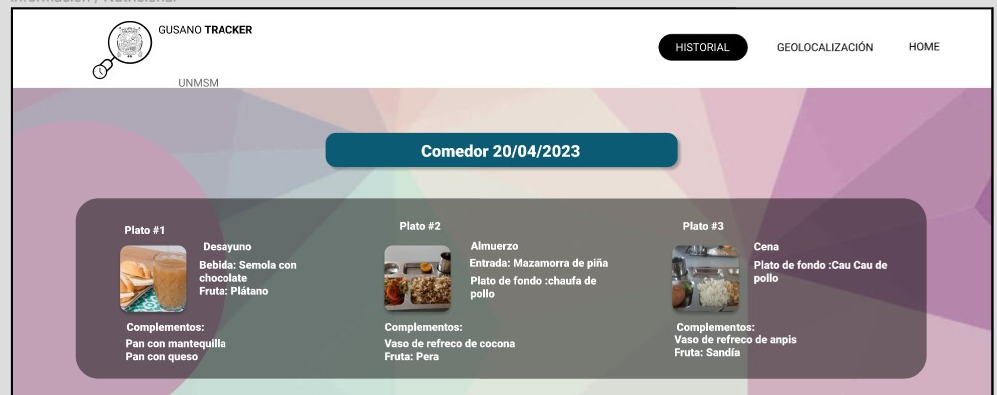 Información / Nutricional
GUSANO TRACKER
UNMSM
HISTORIAL
GEOLOCALIZACIÓN
HOME
Comedor 20/04/2023
Plato #1
Desayuno
Bebida: Semola con
chocolate
Fruta: Plátano
Complementos:
Pan con mantequilla
Pan con queso
Plato #2
Almuerzo
Entrada: Mazamorra de piña
Plato de fondo :chaufa de
pollo
Complementos:
Vaso de refreco de cocona
Fruta: Pera
Plato #3
Cena
Plato de fondo :Cau Cau de
pollo
Complementos:
Vaso de refreco de anpis
Fruta: Sandía